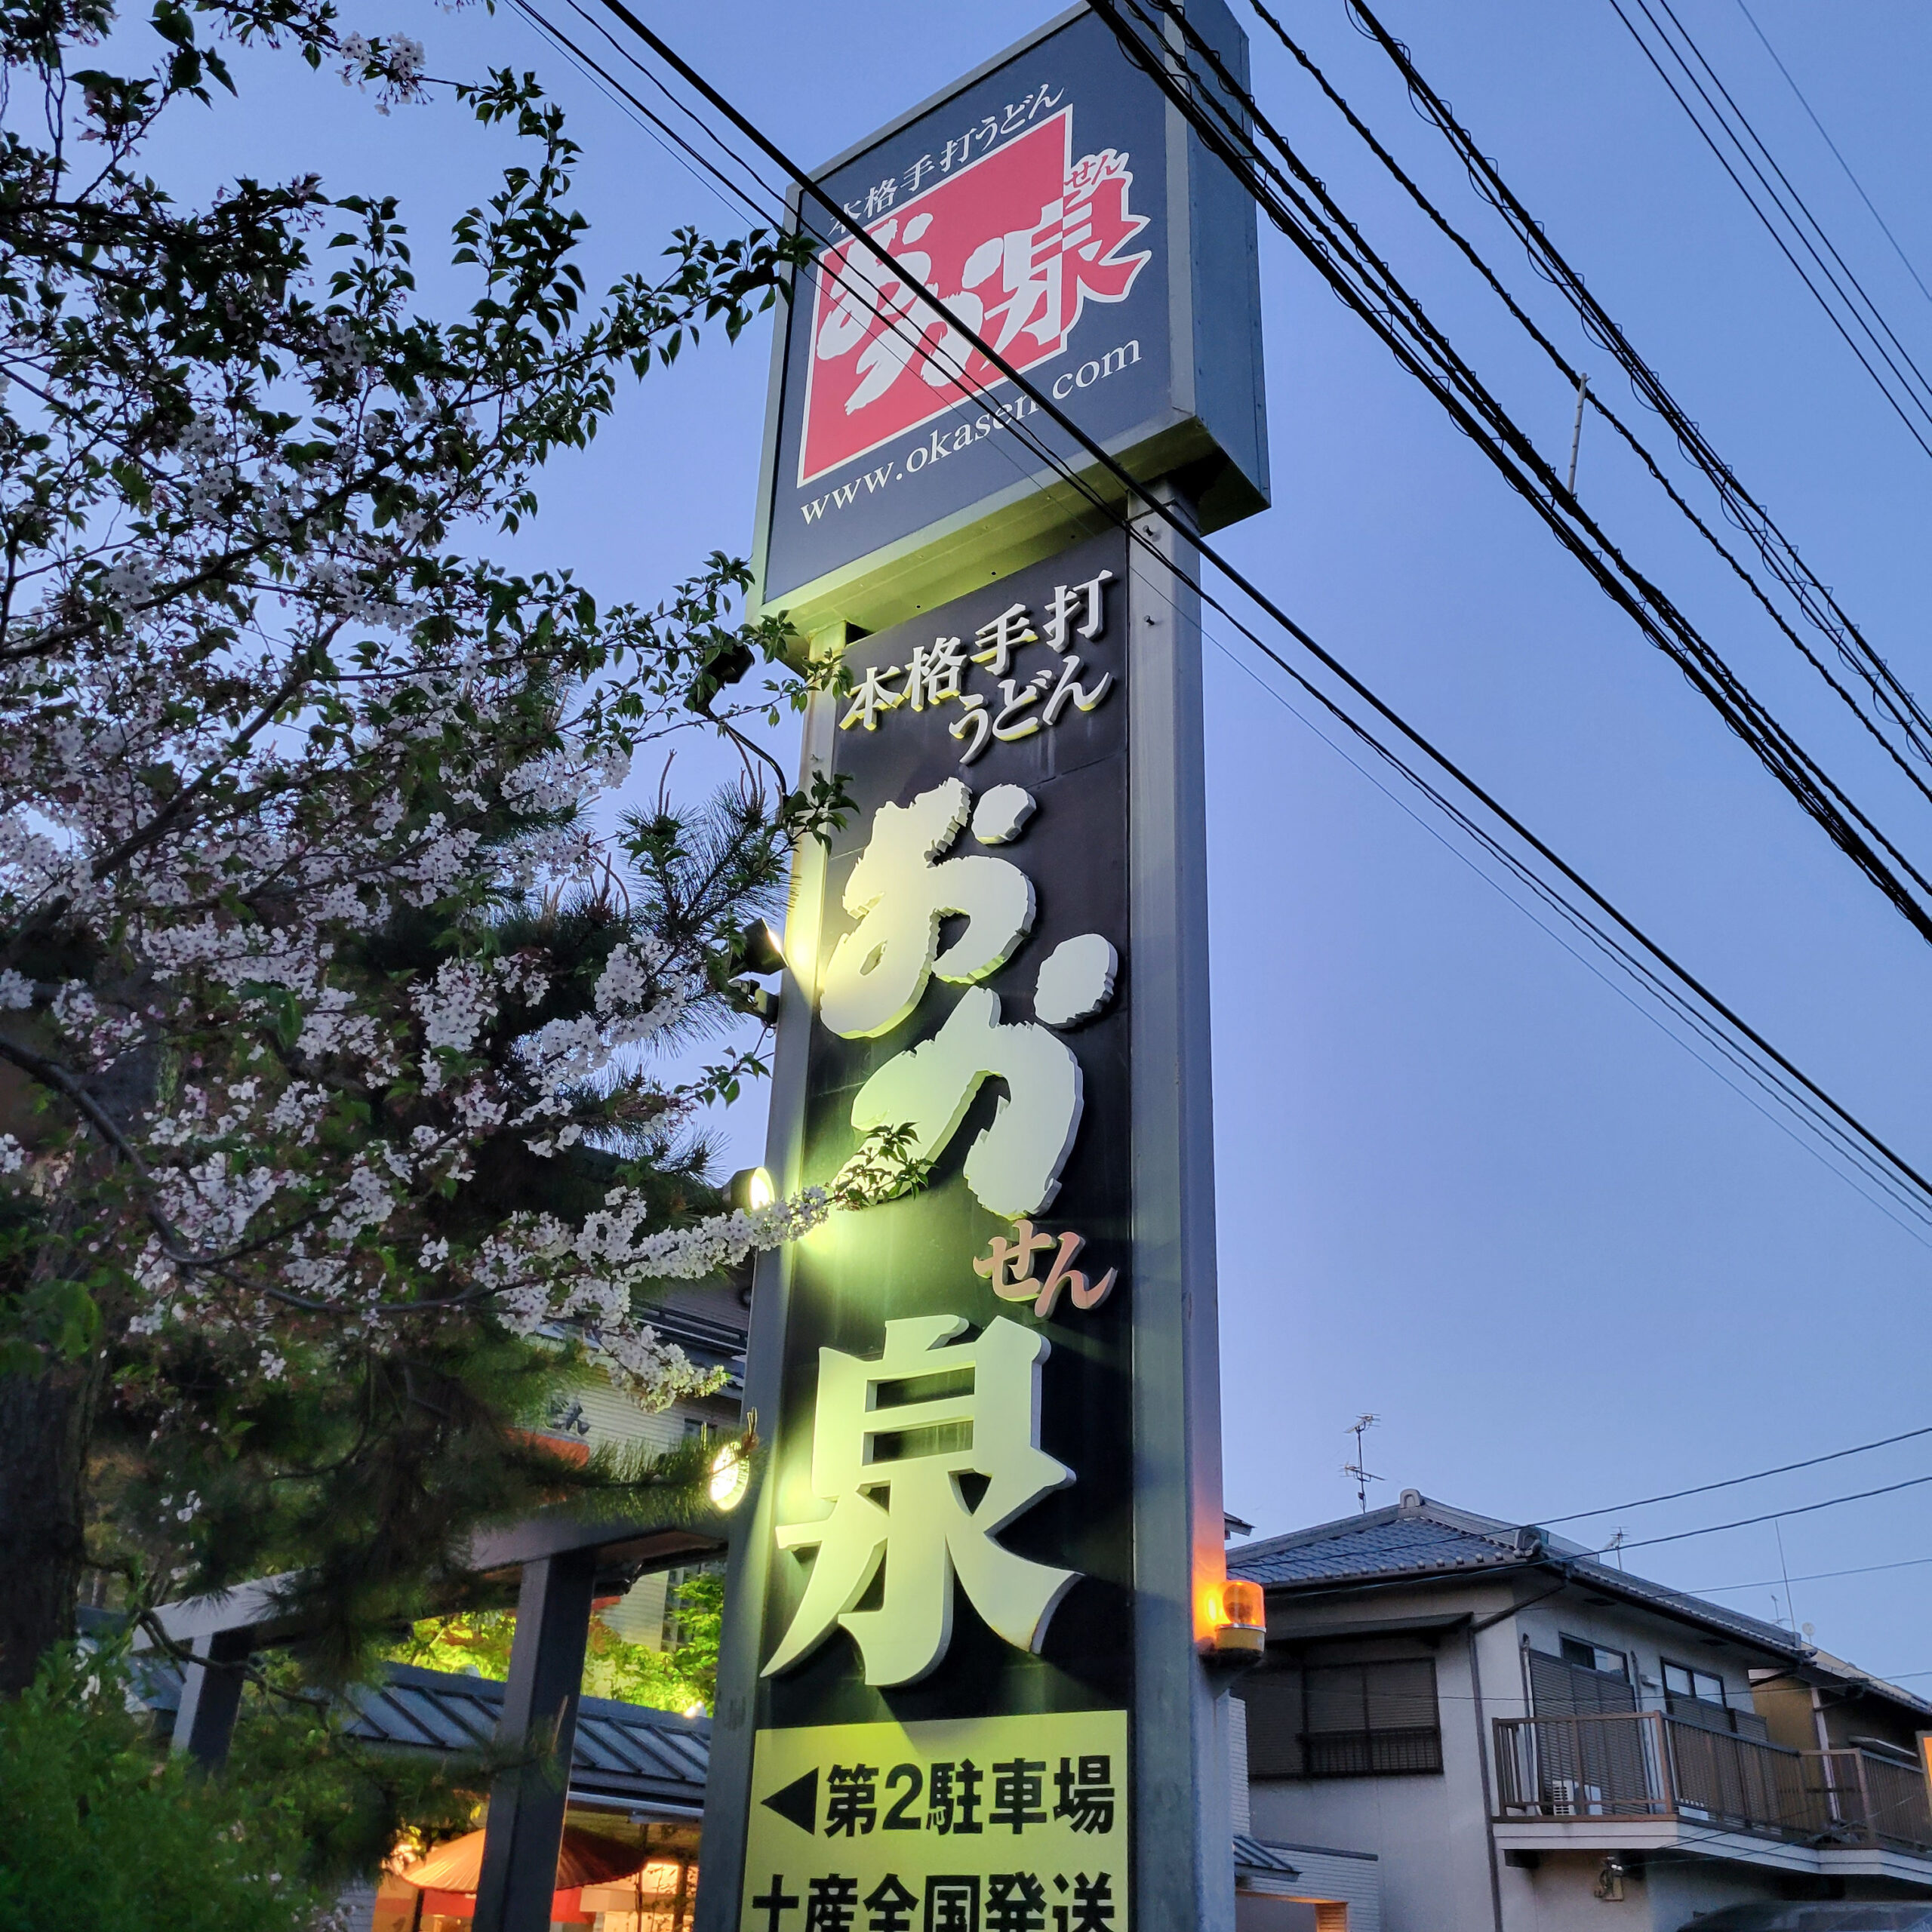 本格手打うどん
せん
おか泉
www.okasen.com
本格手打
うどん
おか
せん
泉
◀第2駐車場
土産全国発送